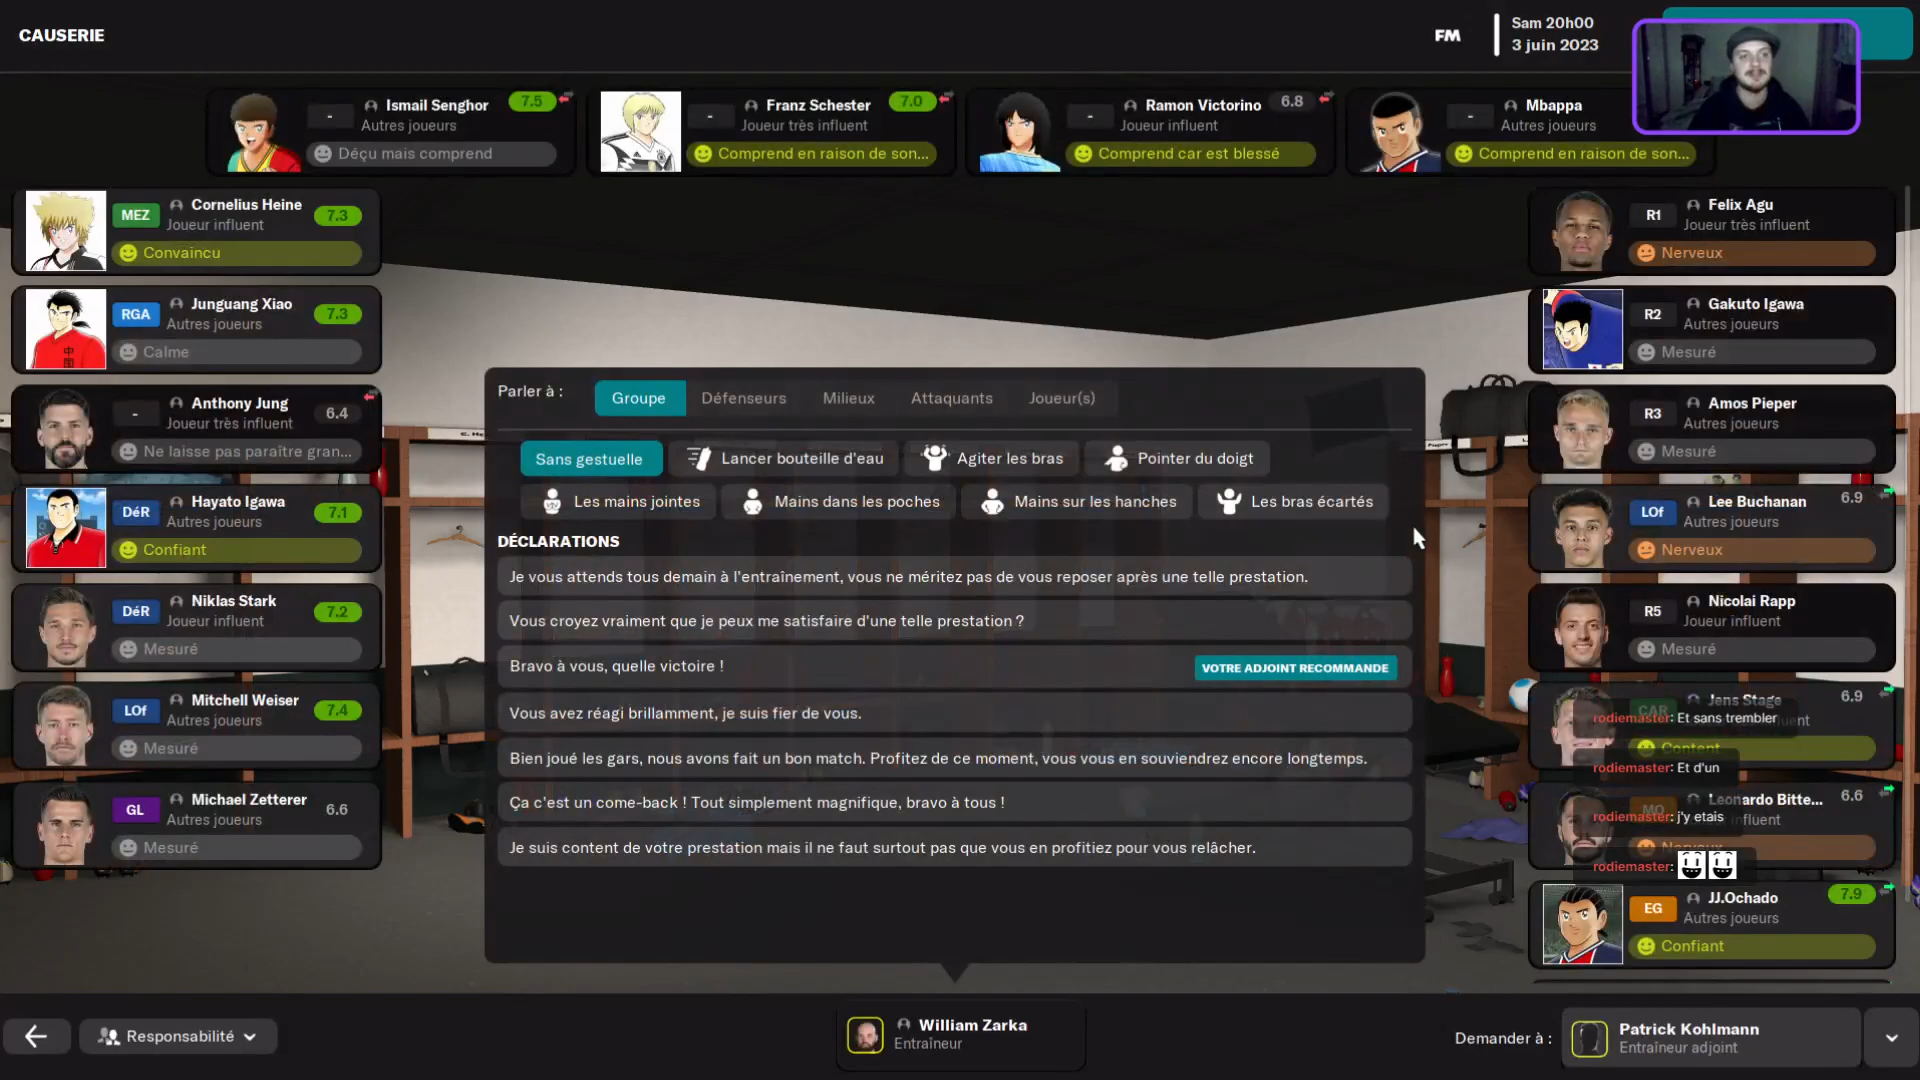 CAUSERIE
FM
Sam 20h00
3 juin 2023
-
Ismail Senghor
7.5
Autres joueurs
Déçu mais comprend
-
Franz Schester
7.0
Joueur très influent
Comprend en raison de son...
-
Ramon Victorino
6.8
Joueur influent
Comprend car est blessé
-
Mbappa
Autres joueurs
Comprend en raison de son...
MEZ
Cornelius Heine
Joueur influent
7.3
Convaincu
RGA
Junguang Xiao
Autres joueurs
7.3
Calme
-
Anthony Jung
Joueur très influent
6.4
Ne laisse pas paraître gran...
DéR
Hayato Igawa
Autres joueurs
7.1
Confiant
DéR
Niklas Stark
Joueur influent
7.2
Mesuré
LOf
Mitchell Weiser
Autres joueurs
7.4
Mesuré
GL
Michael Zetterer
Autres joueurs
6.6
Mesuré
Parler à :
Groupe
Défenseurs
Milieux
Attaquants
Joueur(s)
Sans gestuelle
Lancer bouteille d'eau
Agiter les bras
Pointer du doigt
Les mains jointes
Mains dans les poches
Mains sur les hanches
Les bras écartés
DÉCLARATIONS
Je vous attends tous demain à l'entraînement, vous ne méritez pas de vous reposer après une telle prestation.
Vous croyez vraiment que je peux me satisfaire d'une telle prestation ?
Bravo à vous, quelle victoire !
VOTRE ADJOINT RECOMMANDE
Vous avez réagi brillamment, je suis fier de vous.
Bien joué les gars, nous avons fait un bon match. Profitez de ce moment, vous vous en souviendrez encore longtemps.
Ça c'est un come-back ! Tout simplement magnifique, bravo à tous !
Je suis content de votre prestation mais il ne faut surtout pas que vous en profitiez pour vous relâcher.
R1
Felix Agu
Joueur très influent
Nerveux
R2
Gakuto Igawa
Autres joueurs
Mesuré
R3
Amos Pieper
Autres joueurs
Mesuré
LOf
Lee Buchanan
Autres joueurs
6.9
Nerveux
R5
Nicolai Rapp
Joueur influent
Mesuré
CAR
Jens Stage
6.9
rodiemaster: Et sans trembler
Content
rodiemaster: Et d'un
MO
Leonardo Bitte...
6.6
rodiemaster: j'y etais
Nerveux
rodiemaster:
EG
JJ.Ochado
Autres joueurs
7.9
Confiant
Responsabilité
William Zarka
Entraîneur
Demander à :
Patrick Kohlmann
Entraîneur adjoint